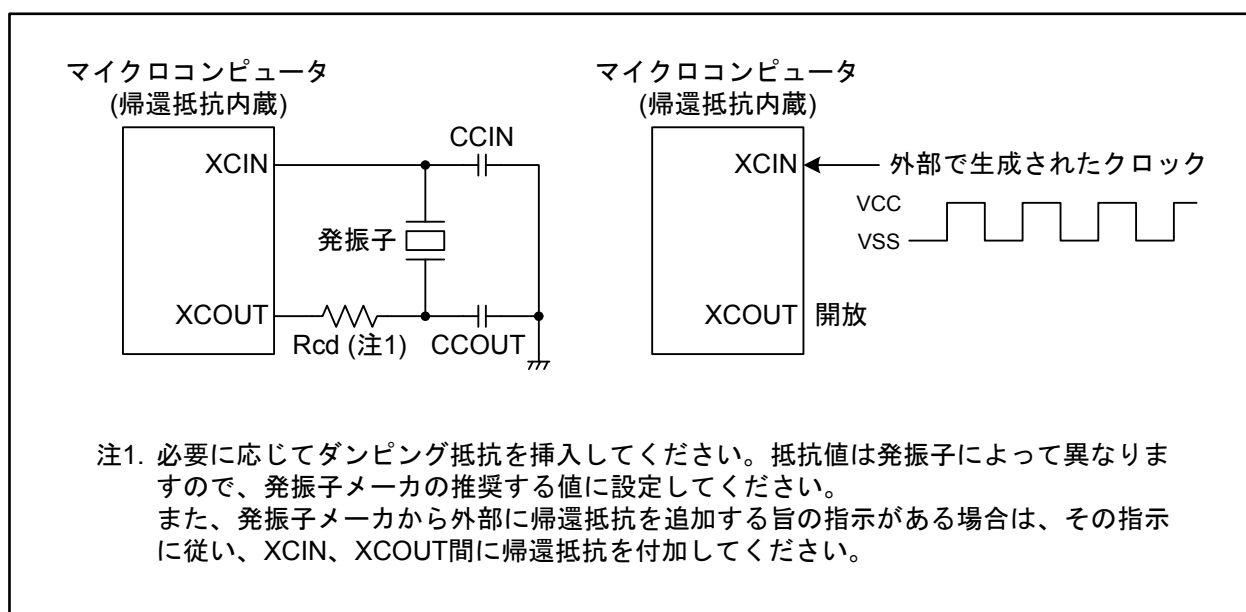 マイクロコンピュータ
(帰還抵抗内蔵)
XCIN
CCIN
発振子
XCOUT
Rcd (注1)
CCOUT
マイクロコンピュータ
(帰還抵抗内蔵)
XCIN
外部で生成されたクロック
VCC
VSS
XCOUT
開放
注1. 必要に応じてダンピング抵抗を挿入してください。抵抗値は発振子によって異なりま
すので、発振子メーカの推奨する値に設定してください。
また、発振子メーカから外部に帰還抵抗を追加する旨の指示がある場合は、その指示
に従い、XCIN、XCOUT間に帰還抵抗を付加してください。